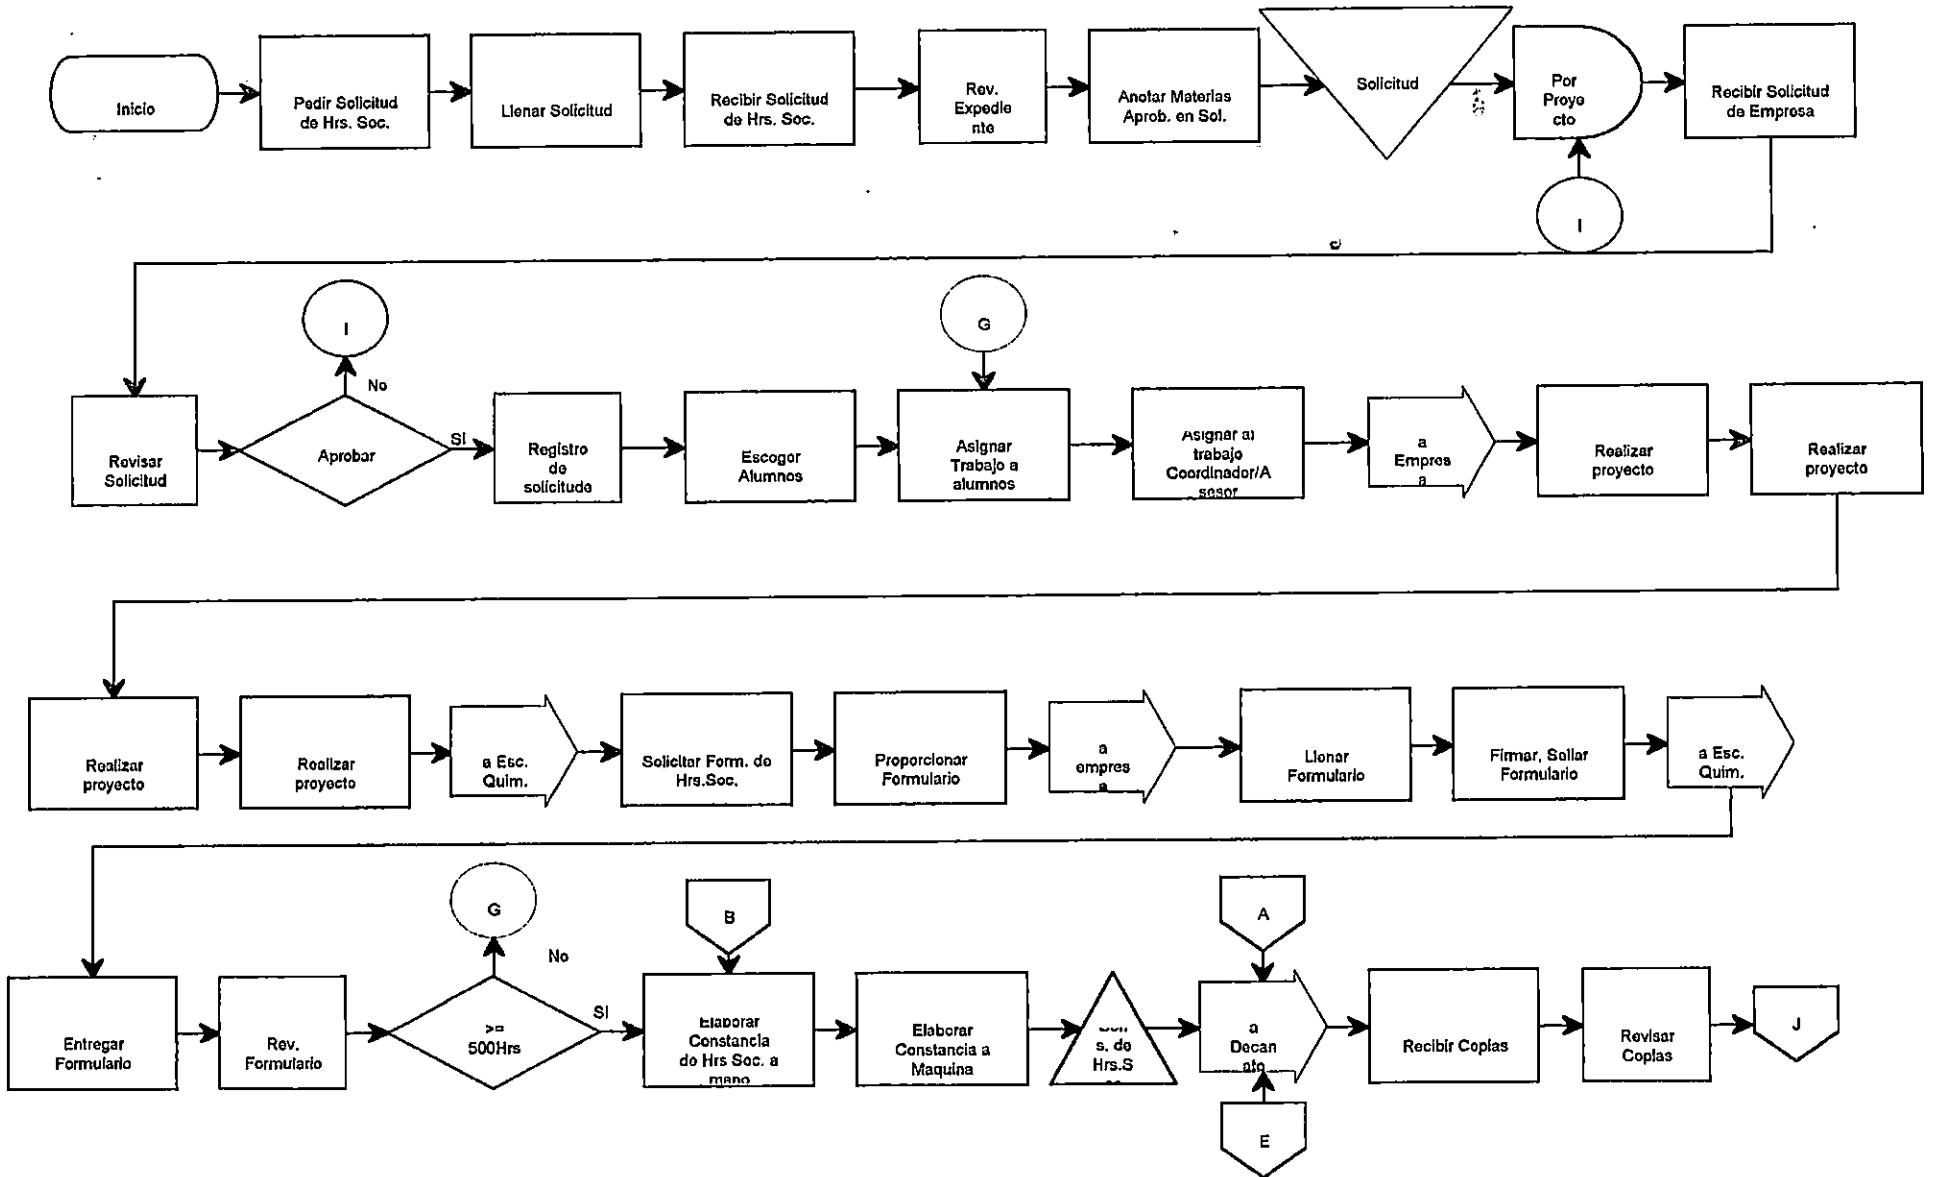 Inicio
Pedir Solicitud
de Hrs. Soc.
Llenar Solicitud
Recibir Solicitud
de Hrs. Soc.
Rev.
Expedie
nte
Anotar Materias
Aprob. en Sol.
Solicitud
Por
Proye
cto
Recibir Solicitud
de Empresa
I
I
No
G
Revisar
Solicitud
Aprobar
SI
Registro
de
solicitude
Escoger
Alumnos
Asignar
Trabajo a
alumnos
Asignar al
trabajo
Coordinador/A
sesor
a
Empres
a
Realizar
proyecto
Realizar
proyecto
Realizar
proyecto
Realizar
proyecto
a Esc.
Quim.
Solicitar Form. de
Hrs.Soc.
Proporcionar
Formulario
a
empres
a
Llenar
Formulario
Firmar, Sellar
Formulario
a Esc.
Quim.
G
No
B
A
Entregar
Formulario
Rev.
Formulario
>=
500Hrs
SI
Elaborar
Constancia
de Hrs Soc. a
mano
Elaborar
Constancia a
Maquina
s. de
Hrs.S
a
Decan
ato
Recibir Copias
Revisar
Copias
J
E